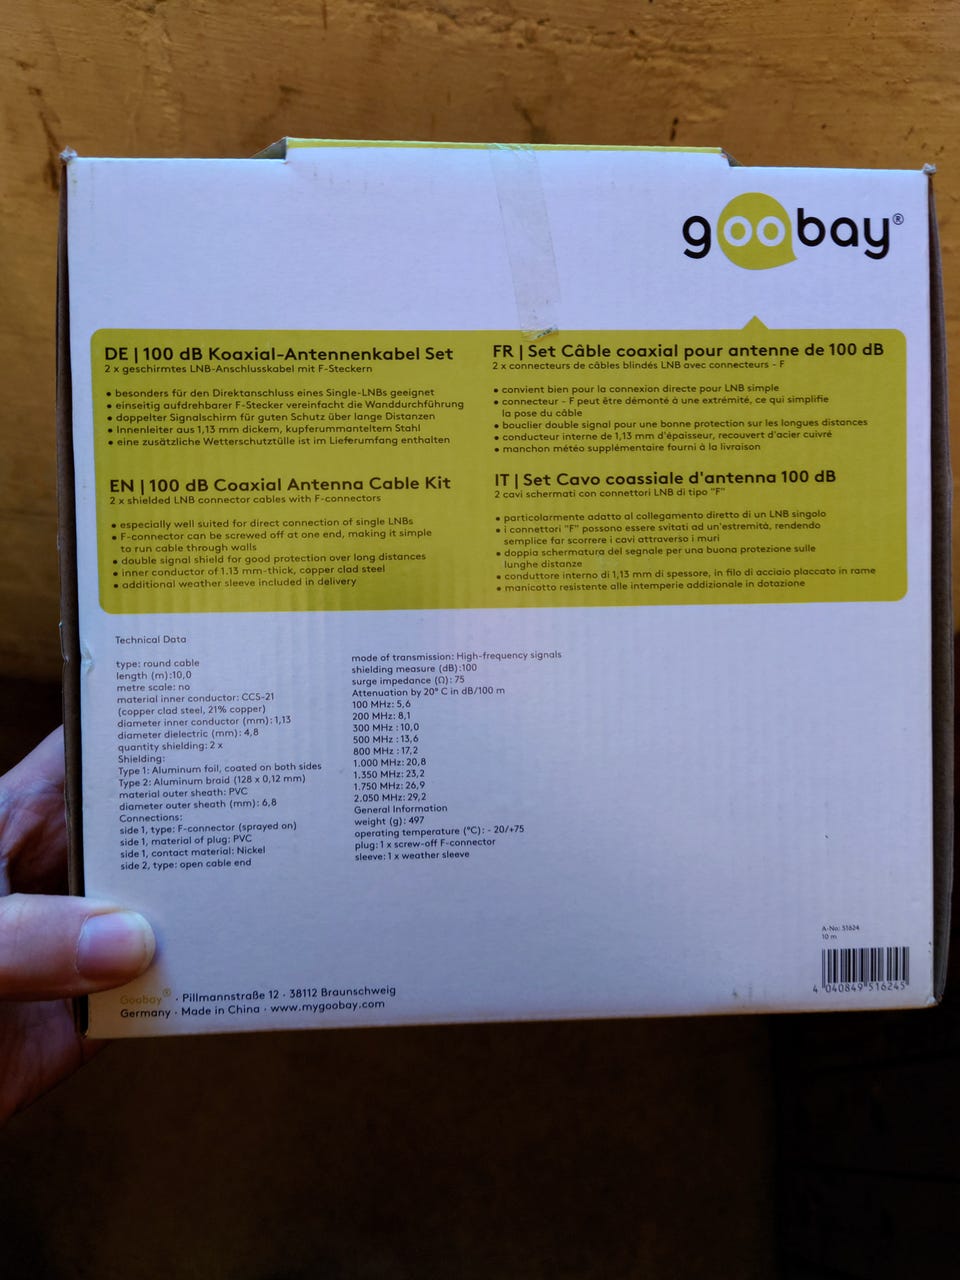 goobay®
DE | 100 dB Koaxial-Antennenkabel Set
2 x geschirmtes LNB-Anschlusskabel mit F-Steckern
• besonders für den Direktanschluss eines Single-LNBs geeignet
• einseitig aufdrehbarer F-Stecker vereinfacht die Wanddurchführung
• doppelter Signalschirm für guten Schutz über lange Distanzen
• Innenleiter aus 1,13 mm dickem, kupferummanteltem Stahl
• eine zusätzliche Wetterschutztülle ist im Lieferumfang enthalten
EN | 100 dB Coaxial Antenna Cable Kit
2 x shielded LNB connector cables with F-connectors
• especially well suited for direct connection of single LNBs
• F-connector can be screwed off at one end, making it simple
to run cable through walls
• double signal shield for good protection over long distances
• inner conductor of 1.13 mm-thick, copper clad steel
• additional weather sleeve included in delivery
FR | Set Câble coaxial pour antenne de 100 dB
2 x connecteurs de câbles blindés LNB avec connecteurs - F
• convient bien pour la connexion directe pour LNB simple
• connecteur - F peut être démonté à une extrémité, ce qui simplifie
la pose du câble
• bouclier double signal pour une bonne protection sur les longues distances
• conducteur interne de 1,13 mm d'épaisseur, recouvert d'acier cuivré
• manchon météo supplémentaire fourni à la livraison
IT | Set Cavo coassiale d'antenna 100 dB
2 cavi schermati con connettori LNB di tipo "F"
• particolarmente adatto al collegamento diretto di un LNB singolo
• i connettori "F" possono essere svitati ad un'estremità, rendendo
semplice far scorrere i cavi attraverso i muri
• doppia schermatura del segnale per una buona protezione sulle
lunghe distanze
• conduttore interno di 1,13 mm di spessore, in filo di acciaio placcato in rame
• manicotto resistente alle intemperie addizionale in dotazione
Technical Data
type: round cable
length (m):10,0
metre scale: no
material inner conductor: CCS-21
(copper clad steel, 21% copper)
diameter inner conductor (mm): 1,13
diameter dielectric (mm): 4,8
quantity shielding: 2 x
Shielding:
Type 1: Aluminum foil, coated on both sides
Type 2: Aluminum braid (128 x 0,12 mm)
material outer sheath: PVC
diameter outer sheath (mm): 6,8
Connections:
side 1, type: F-connector (sprayed on)
side 1, material of plug: PVC
side 1, contact material: Nickel
side 2, type: open cable end
mode of transmission: High-frequency signals
shielding measure (dB):100
surge impedance (Ω): 75
Attenuation by 20° C in dB/100 m
100 MHz: 5,6
200 MHz: 8,1
300 MHz : 10,0
500 MHz : 13,6
800 MHz : 17,2
1.000 MHz: 20,8
1.350 MHz: 23,2
1.750 MHz: 26,9
2.050 MHz: 29,2
General Information
weight (g): 497
operating temperature (°C): - 20/+75
plug: 1 x screw-off F-connector
sleeve: 1 x weather sleeve
A-No: 51624
10 m
4 040849 516245
Goobay® · Pillmannstraße 12 · 38112 Braunschweig
Germany · Made in China · www.mygoobay.com